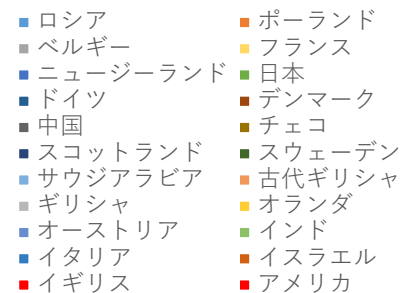 ロシア ポーランド
ベルギー フランス
ニュージーランド 日本
ドイツ デンマーク
中国 チェコ
スコットランド スウェーデン
サウジアラビア 古代ギリシャ
ギリシャ オランダ
オーストリア インド
イタリア イスラエル
イギリス アメリカ